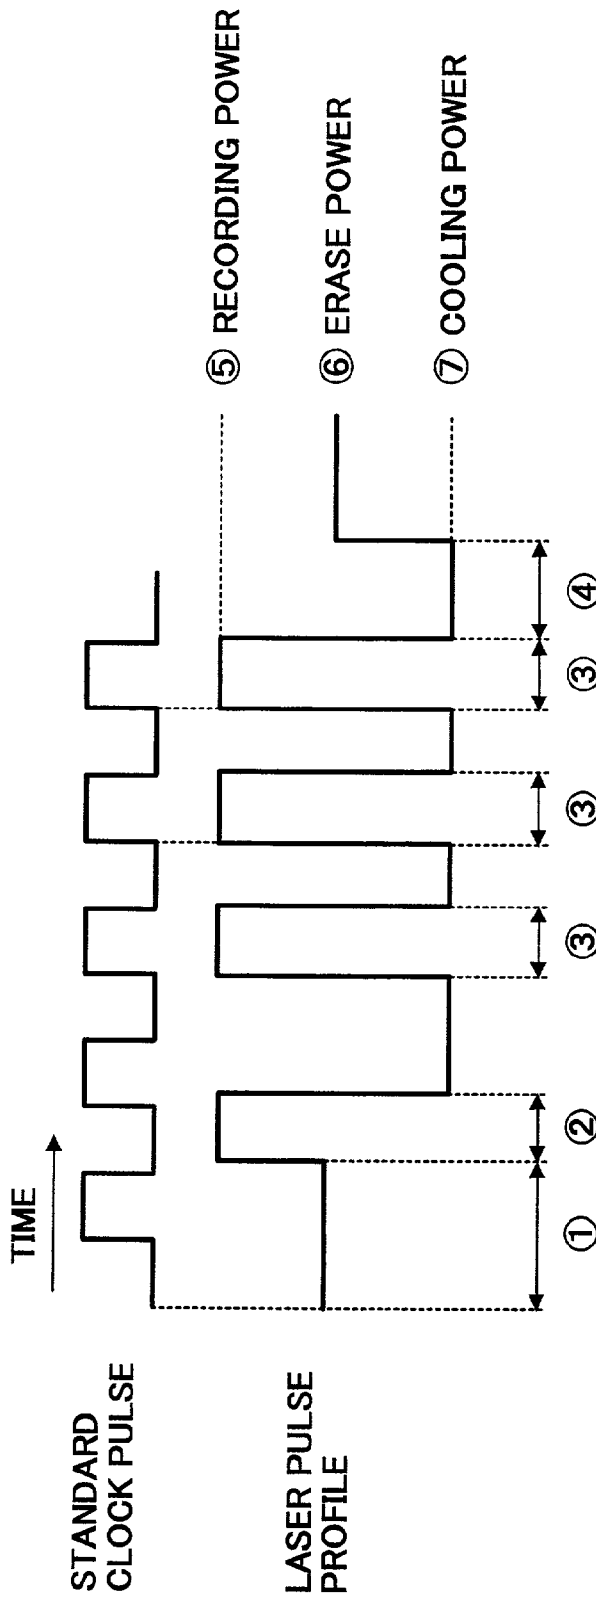 TIME
STANDARD
CLOCK PULSE
LASER PULSE
PROFILE
⑤ RECORDING POWER
⑥ ERASE POWER
⑦ COOLING POWER
① ② ③ ③ ③ ④